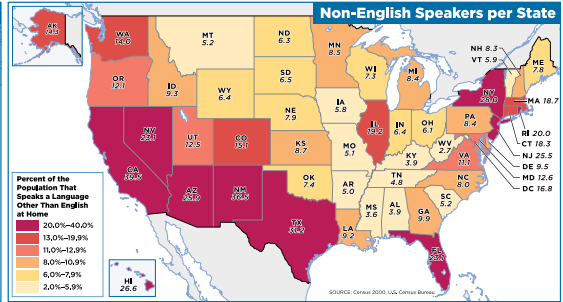 Non-English Speakers per State
AK
14.3
WA
14.0
MT
5.2
ND
6.3
MN
8.5
NH 8.3
VT 5.9
ME
7.8
OR
12.1
ID
9.3
WY
6.4
SD
6.5
WI
7.3
MI
8.4
NY
28.0
MA 18.7
RI 20.0
CT 18.3
NJ 25.5
DE 9.5
MD 12.6
DC 16.8
NV
23.1
UT
12.5
CO
15.1
NE
7.9
IA
5.8
IL
19.2
IN
6.4
OH
6.1
PA
8.4
CA
39.5
KS
8.7
MO
5.1
KY
3.9
WV
2.7
VA
11.1
AZ
25.9
NM
36.5
OK
7.4
AR
5.0
TN
4.8
NC
8.0
SC
5.2
TX
31.2
LA
9.2
MS
3.6
AL
3.9
GA
9.9
FL
23.1
HI
26.6
Percent of the
Population That
Speaks a Language
Other Than English
at Home
20.0%–40.0%
13.0%–19.9%
11.0%–12.9%
8.0%–10.9%
6.0%–7.9%
2.0%–5.9%
SOURCE: Census 2000, U.S. Census Bureau